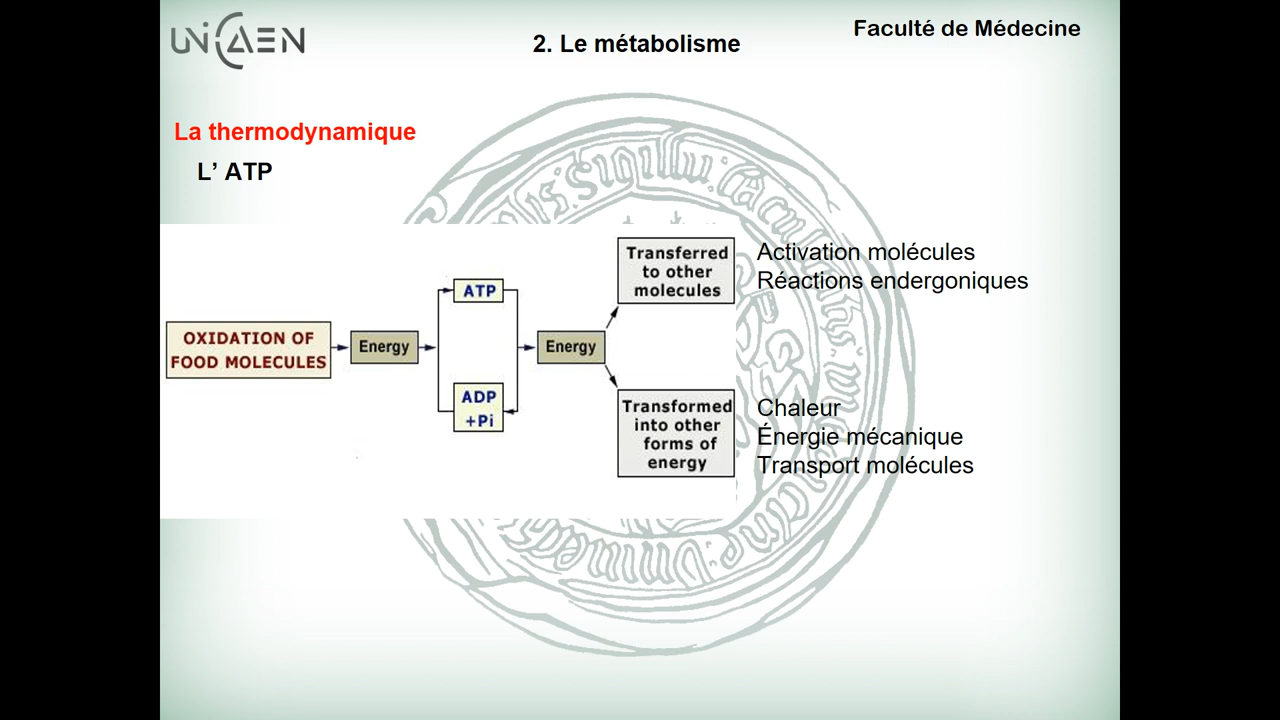 UNICAEN
2. Le métabolisme
Faculté de Médecine
La thermodynamique
L’ ATP
OXIDATION OF
FOOD MOLECULES
Energy
ATP
ADP
+Pi
Energy
Transferred
to other
molecules
Activation molécules
Réactions endergoniques
Transformed
into other
forms of
energy
Chaleur
Énergie mécanique
Transport molécules